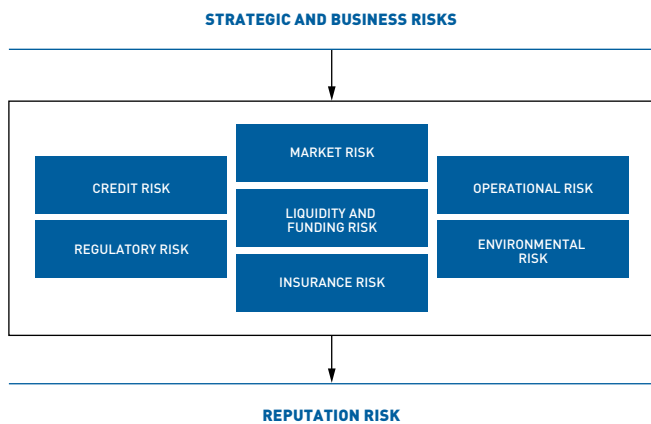 STRATEGIC AND BUSINESS RISKS
MARKET RISK
CREDIT RISK
OPERATIONAL RISK
LIQUIDITY AND
FUNDING RISK
REGULATORY RISK
ENVIRONMENTAL
RISK
INSURANCE RISK
REPUTATION RISK